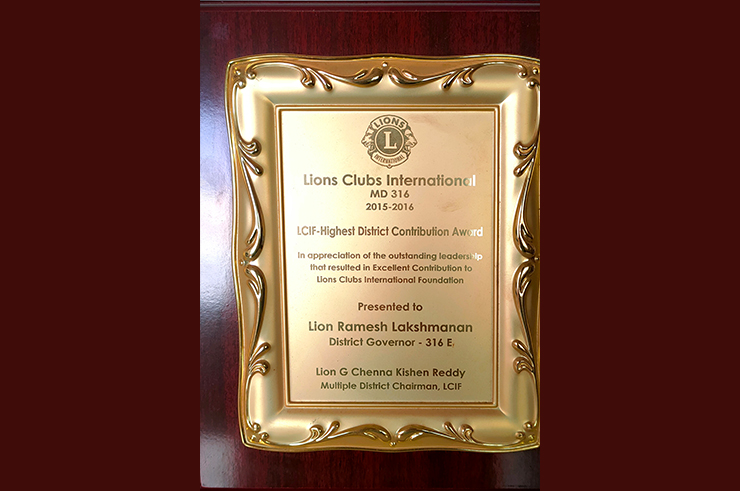 LIONS
L
INTERNATIONAL
Lions Clubs International
MD 316
2015-2016
LCIF-Highest District Contribution Award
In appreciation of the outstanding leadership
that resulted in Excellent Contribution to
Lions Clubs International Foundation
Presented to
Lion Ramesh Lakshmanan
District Governor - 316 E.
Lion G Chenna Kishen Reddy
Multiple District Chairman, LCIF